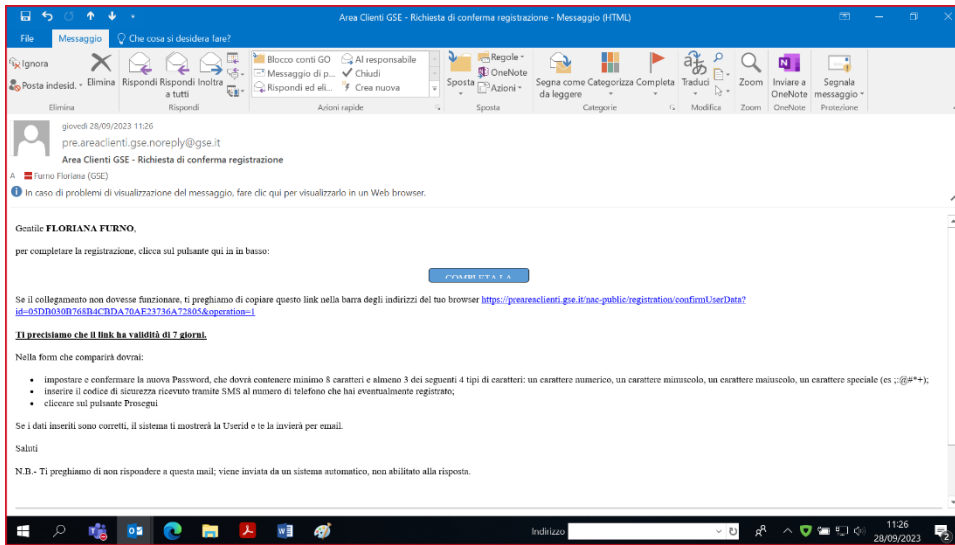 Area Clienti GSE - Richiesta di conferma registrazione - Messaggio (HTML)
File Messaggio Che cosa si desidera fare?
Ignora
Posta indesid.
Elimina
Rispondi
Rispondi a tutti
Inoltra
Blocco conti GO
Messaggio di p...
Rispondi ed eli...
Al responsabile
Chiudi
Crea nuova
Sposta
Regole
OneNote
Azioni
Segna come da leggere
Categorizza
Completa
Traduci
Zoom
Inviare a OneNote
Segnala messaggio
Elimina Rispondi Azioni rapide Sposta Categorie Modifica Zoom OneNote Protezione
giovedì 28/09/2023 11:26
pre.areaclienti.gse.noreply@gse.it
Area Clienti GSE - Richiesta di conferma registrazione
A Furno Floriana (GSE)
In caso di problemi di visualizzazione del messaggio, fare clic qui per visualizzarlo in un Web browser.
Gentile FLORIANA FURNO,
per completare la registrazione, clicca sul pulsante qui in in basso:
COMPLETA LA
Se il collegamento non dovesse funzionare, ti preghiamo di copiare questo link nella barra degli indirizzi del tuo browser https://preareaclienti.gse.it/nac-public/registration/confirmUserData?
id=05DB030B768B4CBDA70AE23736A72805&operation=1
Ti precisiamo che il link ha validità di 7 giorni.
Nella form che comparirà dovrai:
• impostare e confermare la nuova Password, che dovrà contenere minimo 8 caratteri e almeno 3 dei seguenti 4 tipi di caratteri: un carattere numerico, un carattere minuscolo, un carattere maiuscolo, un carattere speciale (es ;:@#*+);
• inserire il codice di sicurezza ricevuto tramite SMS al numero di telefono che hai eventualmente registrato;
• cliccare sul pulsante Prosegui
Se i dati inseriti sono corretti, il sistema ti mostrerà la Userid e te la invierà per email.
Saluti
N.B.- Ti preghiamo di non rispondere a questa mail; viene inviata da un sistema automatico, non abilitato alla risposta.
Indirizzo
11:26
28/09/2023